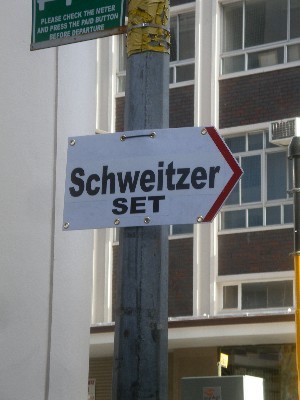 PLEASE CHECK THE METER
AND PRESS THE PAID BUTTON
BEFORE DEPARTURE
Schweitzer
SET